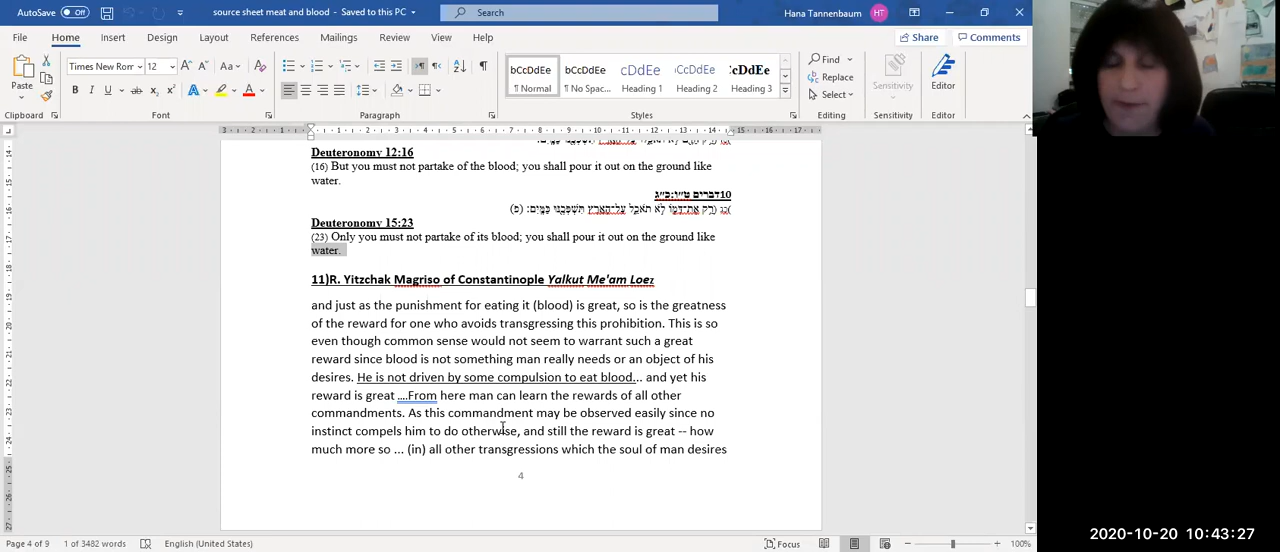 AutoSave Off source sheet meat and blood - Saved to this PC Search Hana Tannenbaum HT
File Home Insert Design Layout References Mailings Review View Help Share Comments
Times New Ror 12 Find
Paste Replace
Select
bCcDdEe bCcDdEe CcDdEe CcDdEe CcDdEe
¶ Normal ¶ No Spac... Heading 1 Heading 2 Heading 3
Sensitivity Editor
Clipboard Font Paragraph Styles Editing Sensitivity Editor
Deuteronomy 12:16
(16) But you must not partake of the blood; you shall pour it out on the ground like
water.
10דברים ט״ו:כ״ג
רַק אֶת־דָּמוֹ לֹא תֹאכֵל עַל־הָאָרֶץ תִּשְׁפְּכֶנּוּ כַּמָּיִם׃ (פ)
Deuteronomy 15:23
(23) Only you must not partake of its blood; you shall pour it out on the ground like
water.
11)R. Yitzchak Magriso of Constantinople Yalkut Me'am Loez
and just as the punishment for eating it (blood) is great, so is the greatness
of the reward for one who avoids transgressing this prohibition. This is so
even though common sense would not seem to warrant such a great
reward since blood is not something man really needs or an object of his
desires. He is not driven by some compulsion to eat blood... and yet his
reward is great ....From here man can learn the rewards of all other
commandments. As this commandment may be observed easily since no
instinct compels him to do otherwise, and still the reward is great -- how
much more so ... (in) all other transgressions which the soul of man desires
4
Page 4 of 9 1 of 3482 words English (United States) Focus 100%
2020-10-20 10:43:27